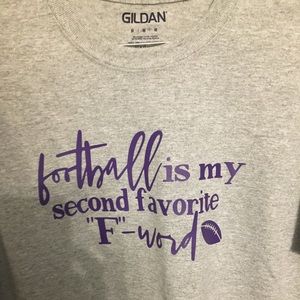 GILDAN
football is my
second favorite
"F"-word